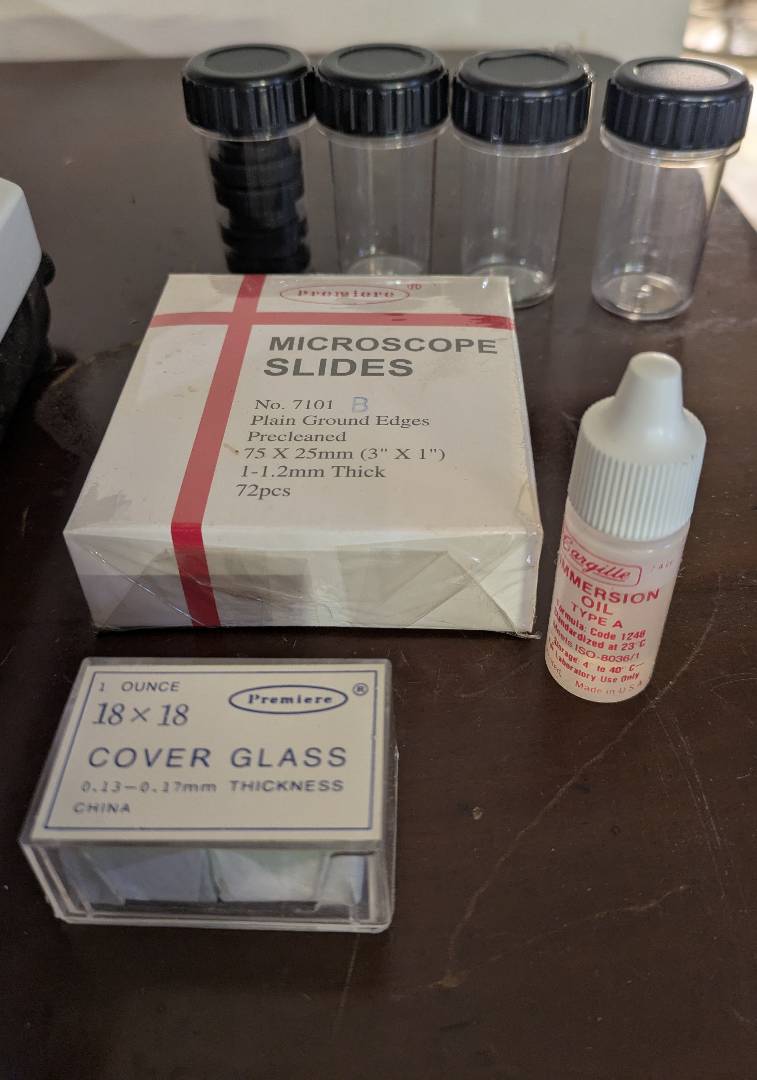 Premiere®
MICROSCOPE
SLIDES
No. 7101 B
Plain Ground Edges
Precleaned
75 X 25mm (3" X 1")
1-1.2mm Thick
72pcs
Cargille
IMMERSION
OIL
TYPE A
Formula: Code 1248
Standardized at 23°C
Meets ISO-8036/1
Storage 4° to 40° C—
Laboratory Use Only
Made in U S A
1 OUNCE
Premiere®
18×18
COVER GLASS
0.13-0.17mm THICKNESS
CHINA